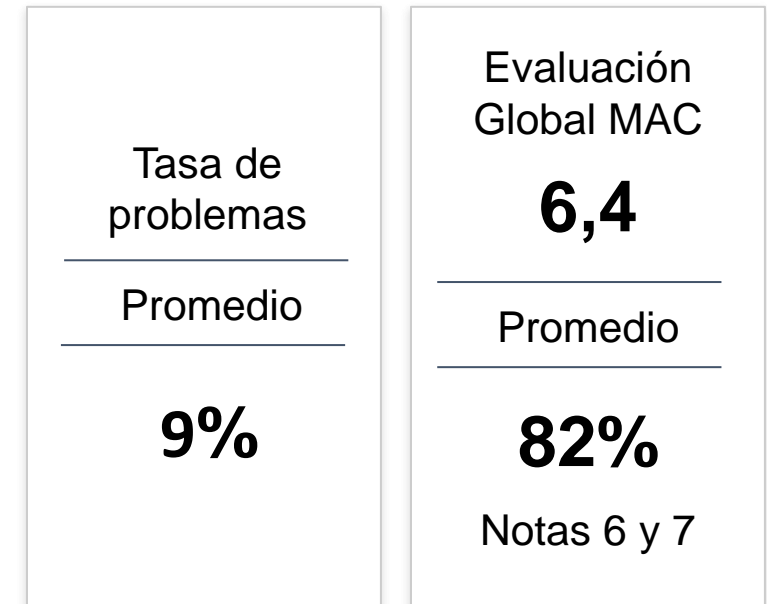 Tasa de
problemas
Promedio
9%
Evaluación
Global MAC
6,4
Promedio
82%
Notas 6 y 7